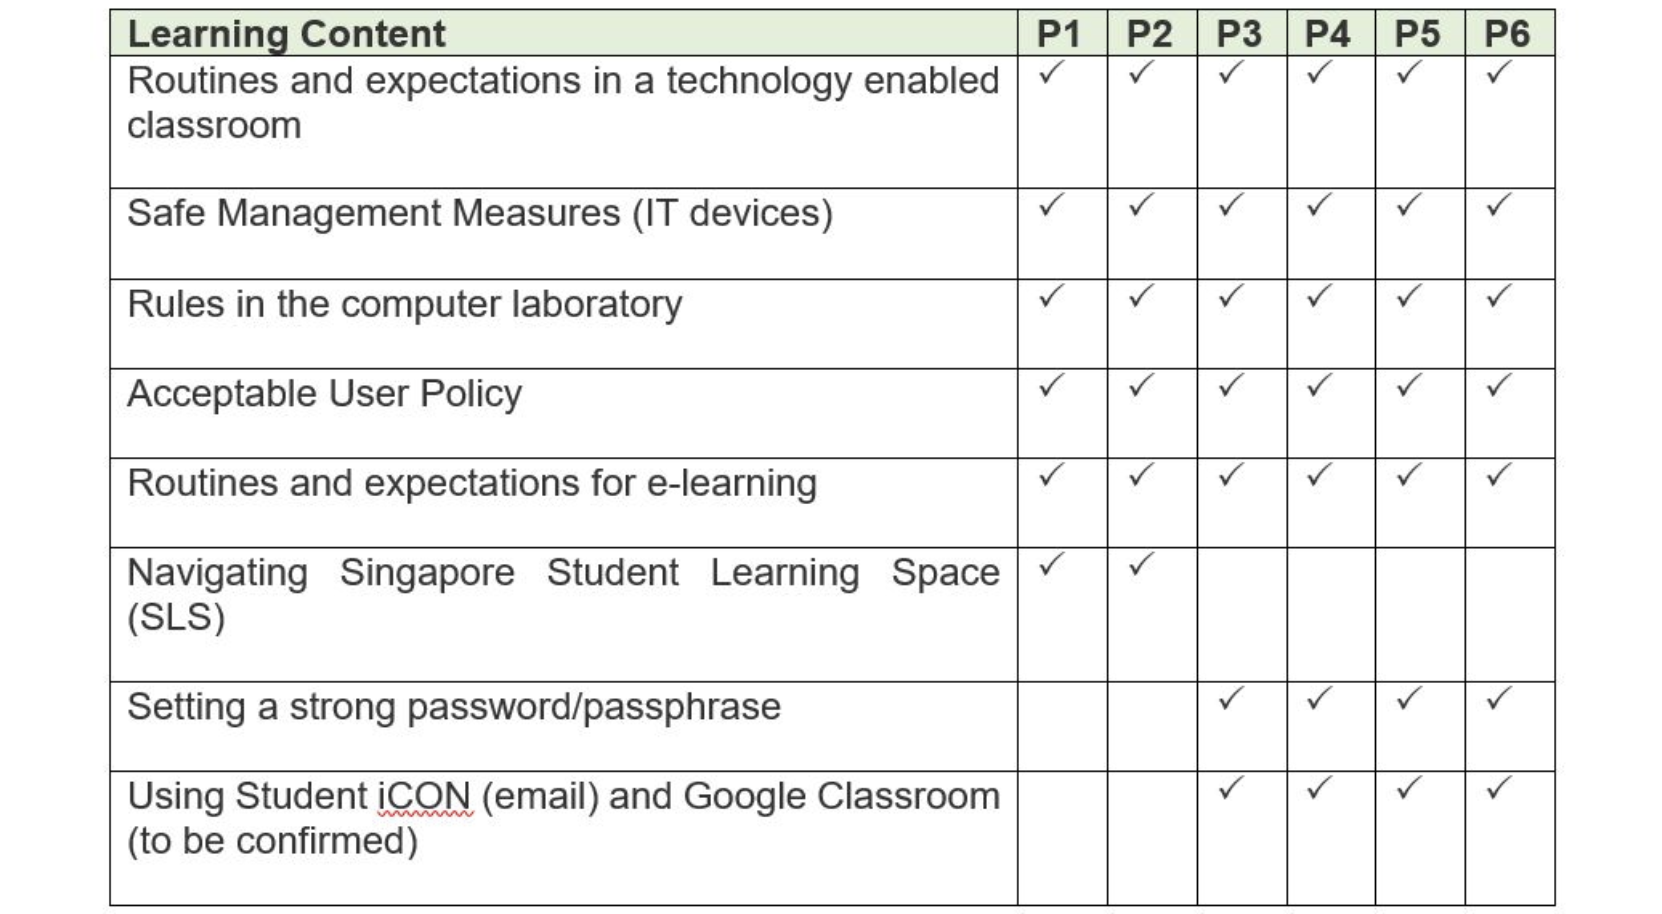 Learning Content P1 P2 P3 P4 P5 P6
Routines and expectations in a technology enabled ✓ ✓ ✓ ✓ ✓ ✓
classroom
Safe Management Measures (IT devices) ✓ ✓ ✓ ✓ ✓ ✓
Rules in the computer laboratory ✓ ✓ ✓ ✓ ✓ ✓
Acceptable User Policy ✓ ✓ ✓ ✓ ✓ ✓
Routines and expectations for e-learning ✓ ✓ ✓ ✓ ✓ ✓
Navigating Singapore Student Learning Space ✓ ✓
(SLS)
Setting a strong password/passphrase ✓ ✓ ✓ ✓
Using Student iCON (email) and Google Classroom ✓ ✓ ✓ ✓
(to be confirmed)